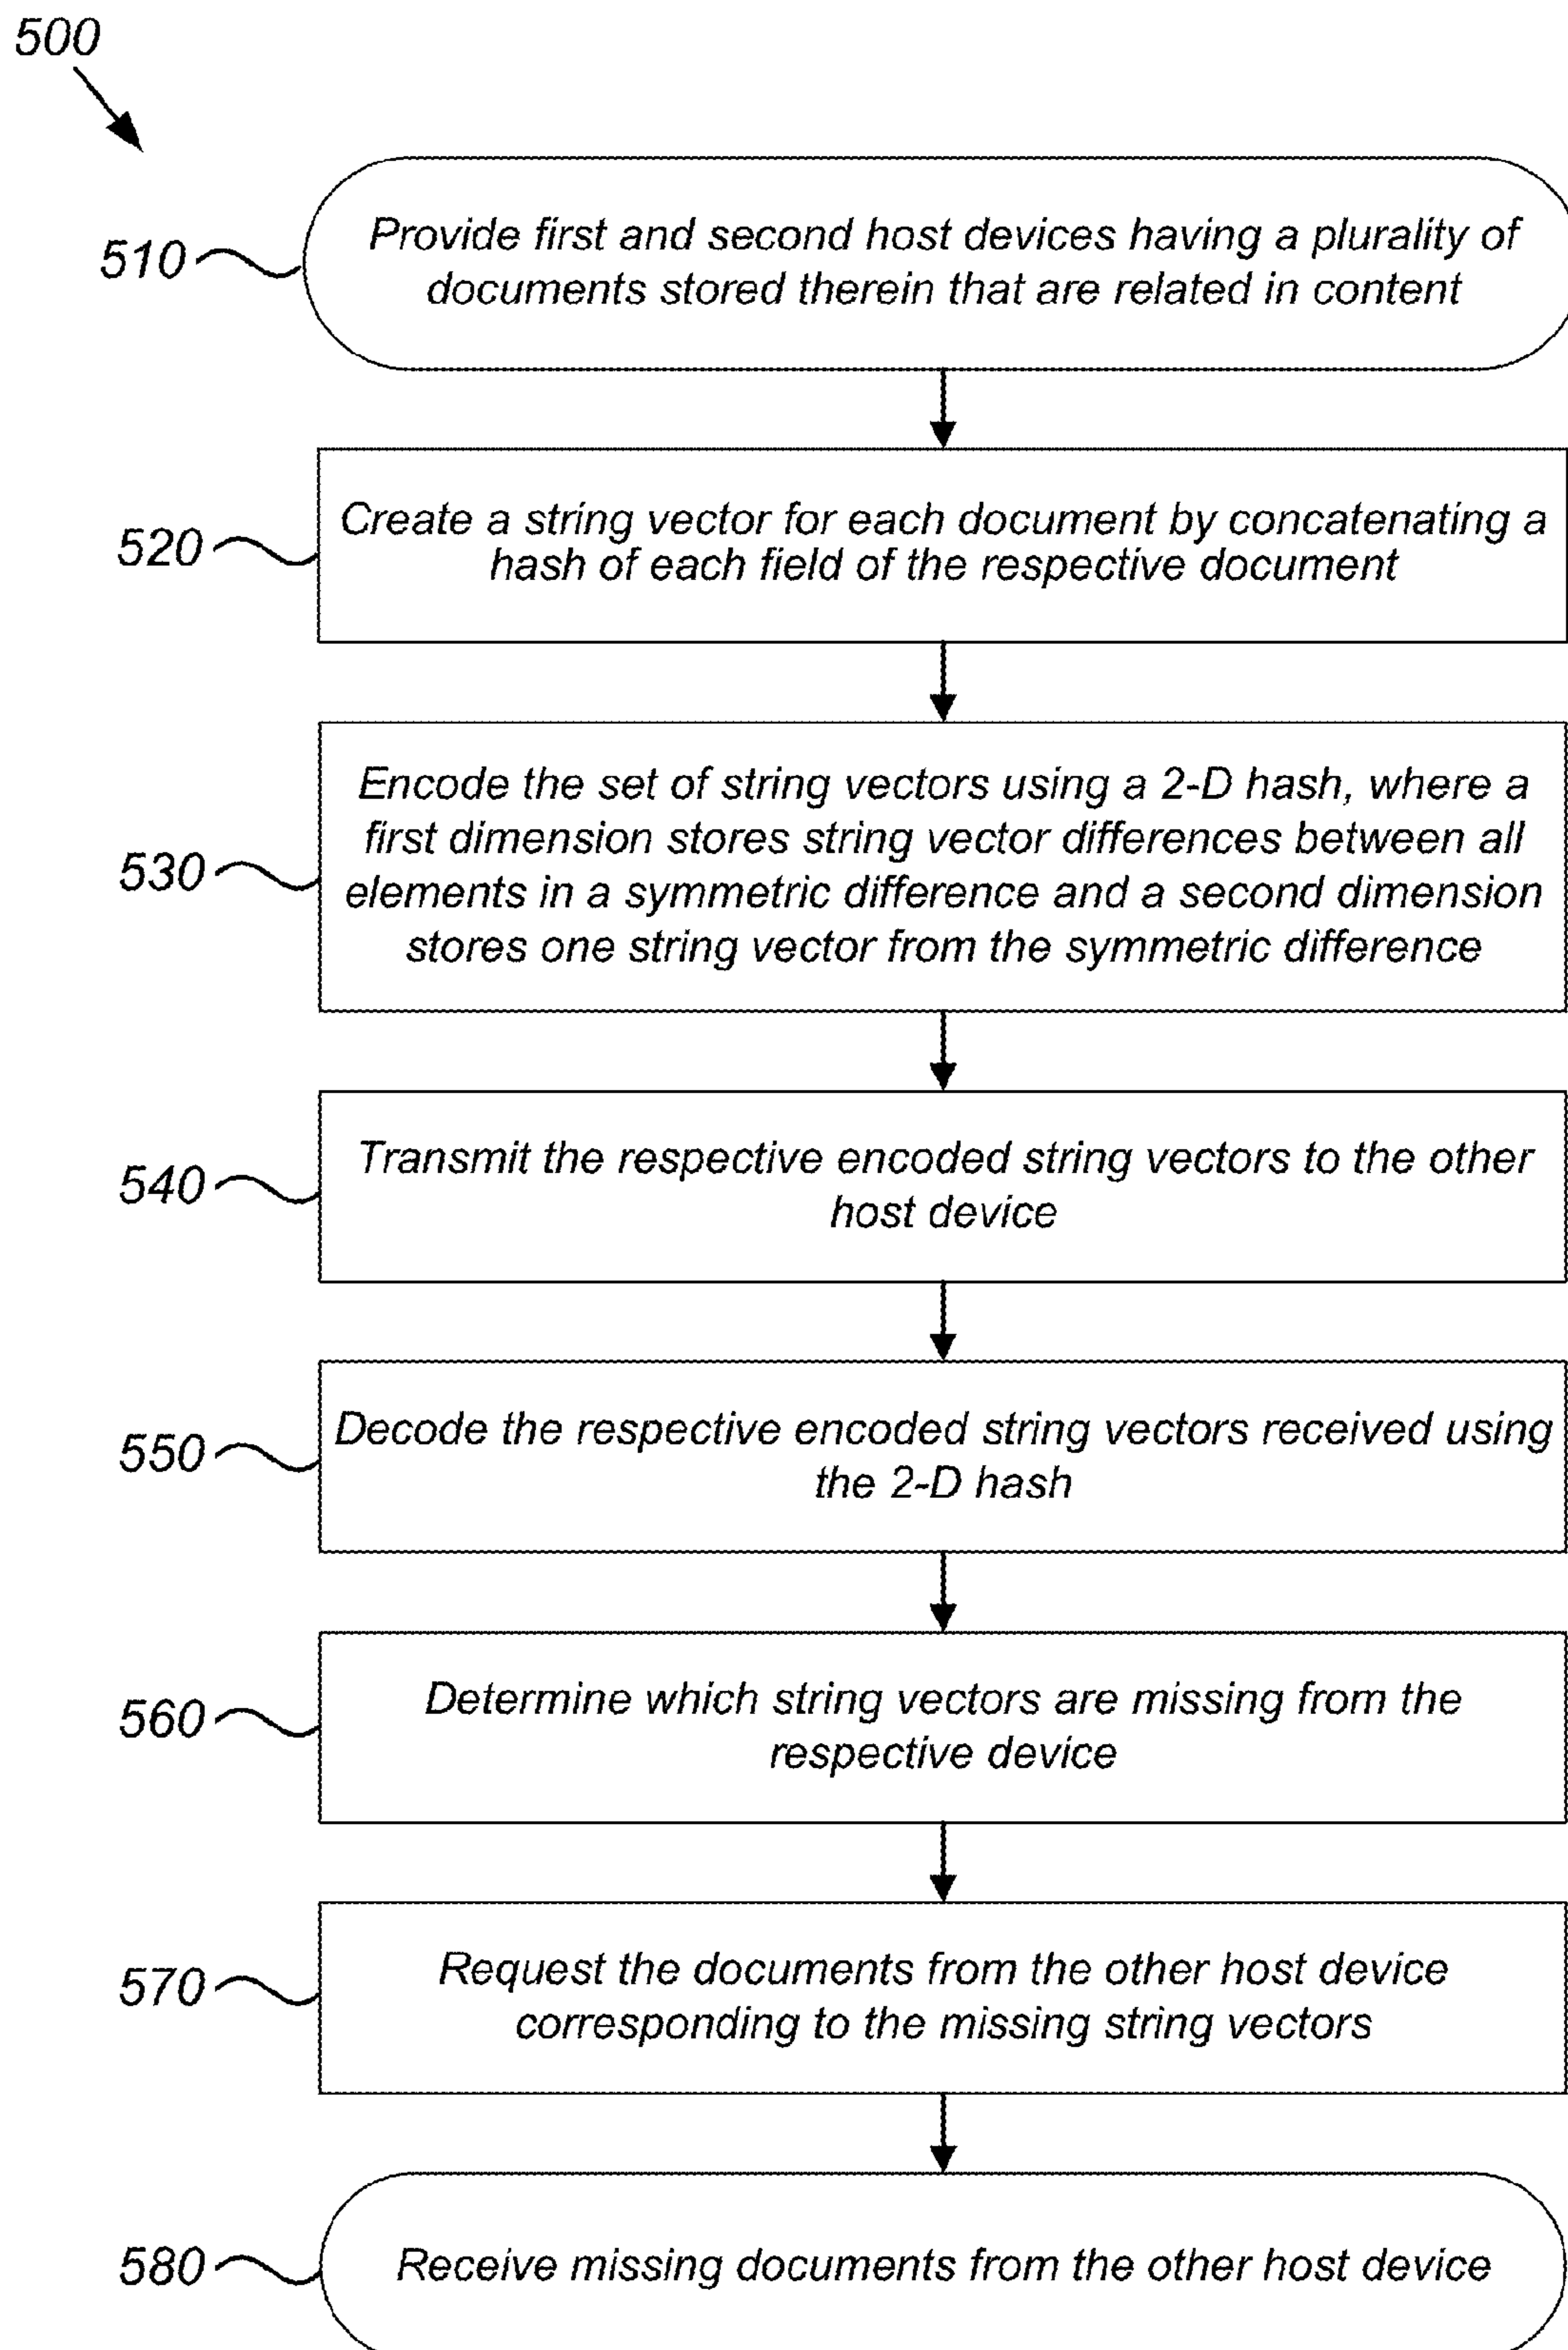 500
510
Provide first and second host devices having a plurality of
documents stored therein that are related in content
520
Create a string vector for each document by concatenating a
hash of each field of the respective document
530
Encode the set of string vectors using a 2-D hash, where a
first dimension stores string vector differences between all
elements in a symmetric difference and a second dimension
stores one string vector from the symmetric difference
540
Transmit the respective encoded string vectors to the other
host device
550
Decode the respective encoded string vectors received using
the 2-D hash
560
Determine which string vectors are missing from the
respective device
570
Request the documents from the other host device
corresponding to the missing string vectors
580
Receive missing documents from the other host device